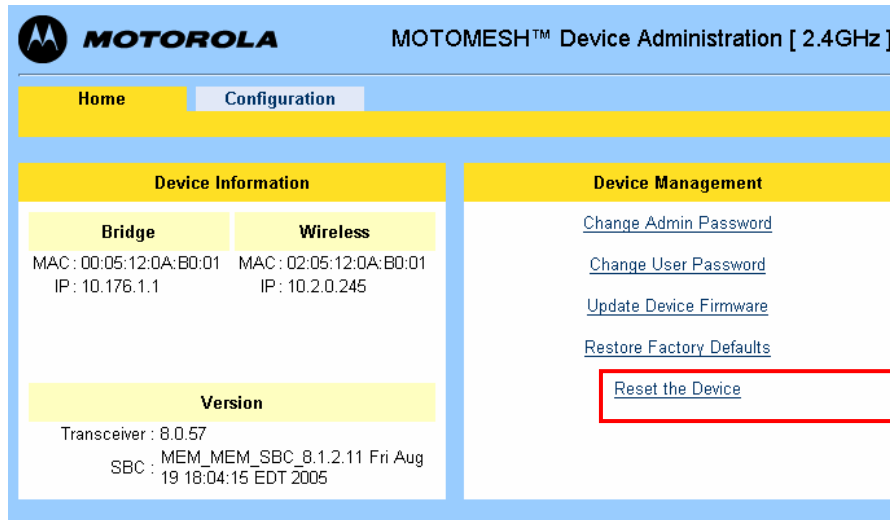 MOTOROLA
MOTOMESH™ Device Administration [ 2.4GHz ]
Home
Configuration
Device Information
Bridge
MAC : 00:05:12:0A:B0:01
IP : 10.176.1.1
Wireless
MAC : 02:05:12:0A:B0:01
IP : 10.2.0.245
Version
Transceiver : 8.0.57
SBC : MEM_MEM_SBC_8.1.2.11 Fri Aug
19 18:04:15 EDT 2005
Device Management
Change Admin Password
Change User Password
Update Device Firmware
Restore Factory Defaults
Reset the Device